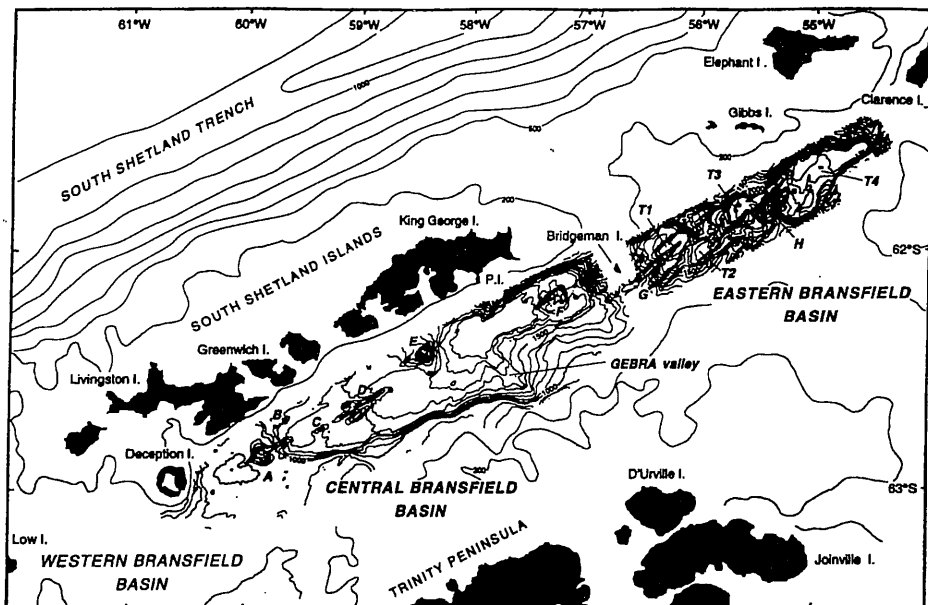 61°W 60°W 59°W 58°W 57°W 56°W 55°W
Elephant I.
Clarence I.
Gibbs I.
1000
500
200
SOUTH SHETLAND TRENCH
T3
T4
T1
200
King George I.
Bridgeman I.
H
62°S
T2
P.I.
G
SOUTH SHETLAND ISLANDS
F
EASTERN BRANSFIELD
BASIN
E
Greenwich I.
GEBRA valley
Livingston I.
D
1000
B
C
Deception I.
1000
A
D'Urville I.
CENTRAL BRANSFIELD
BASIN
63°S
Low I.
WESTERN BRANSFIELD
BASIN
TRINITY PENINSULA
Joinville I.